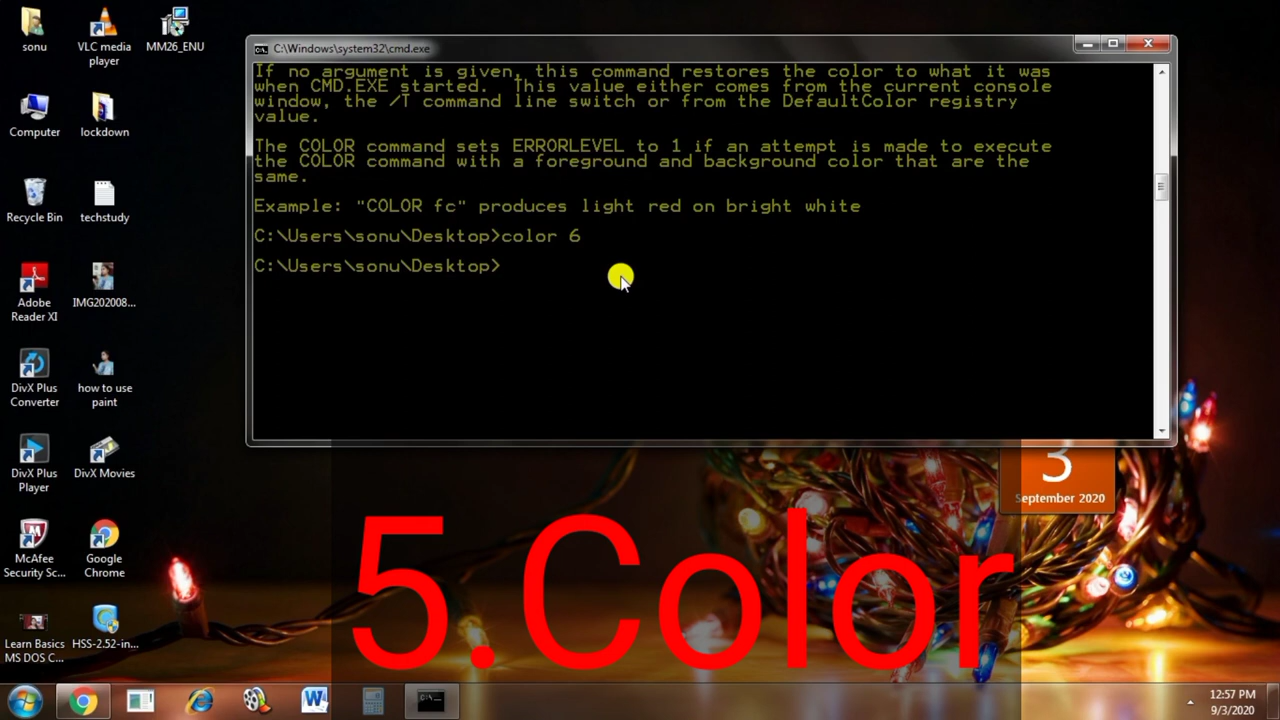 sonu
VLC media
player
MM26_ENU
Computer
lockdown
Recycle Bin
techstudy
Adobe
Reader XI
IMG202008...
DivX Plus
Converter
how to use
paint
DivX Plus
Player
DivX Movies
McAfee
Security Sc...
Google
Chrome
Learn Basics
MS DOS C...
HSS-2.52-in...
C:\Windows\system32\cmd.exe
If no argument is given, this command restores the color to what it was
when CMD.EXE started.  This value either comes from the current console
window, the /T command line switch or from the DefaultColor registry
value.
The COLOR command sets ERRORLEVEL to 1 if an attempt is made to execute
the COLOR command with a foreground and background color that are the
same.
Example: "COLOR fc" produces light red on bright white
C:\Users\sonu\Desktop>color 6
C:\Users\sonu\Desktop>
3
September 2020
5.Color
12:57 PM
9/3/2020